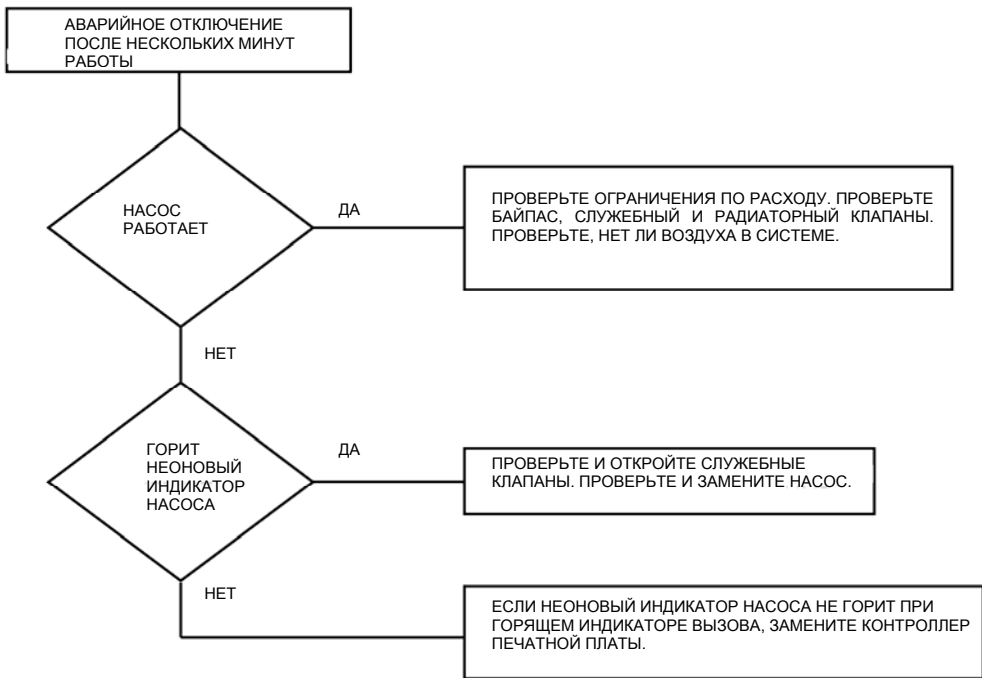 АВАРИЙНОЕ ОТКЛЮЧЕНИЕ
ПОСЛЕ НЕСКОЛЬКИХ МИНУТ
РАБОТЫ
НАСОС
РАБОТАЕТ
ДА
ПРОВЕРЬТЕ ОГРАНИЧЕНИЯ ПО РАСХОДУ. ПРОВЕРЬТЕ
БАЙПАС, СЛУЖЕБНЫЙ И РАДИАТОРНЫЙ КЛАПАНЫ.
ПРОВЕРЬТЕ, НЕТ ЛИ ВОЗДУХА В СИСТЕМЕ.
НЕТ
ГОРИТ
НЕОНОВЫЙ
ИНДИКАТОР
НАСОСА
ДА
ПРОВЕРЬТЕ И ОТКРОЙТЕ СЛУЖЕБНЫЕ
КЛАПАНЫ. ПРОВЕРЬТЕ И ЗАМЕНИТЕ НАСОС.
НЕТ
ЕСЛИ НЕОНОВЫЙ ИНДИКАТОР НАСОСА НЕ ГОРИТ ПРИ
ГОРЯЩЕМ ИНДИКАТОРЕ ВЫЗОВА, ЗАМЕНИТЕ КОНТРОЛЛЕР
ПЕЧАТНОЙ ПЛАТЫ.